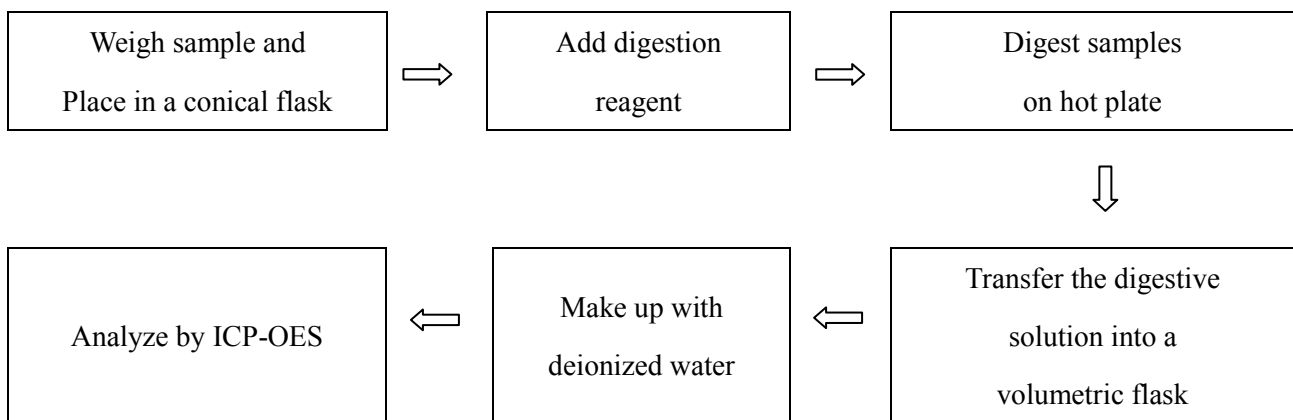 Weigh sample and
Place in a conical flask
Add digestion
reagent
Digest samples
on hot plate
Transfer the digestive
solution into a
volumetric flask
Make up with
deionized water
Analyze by ICP-OES